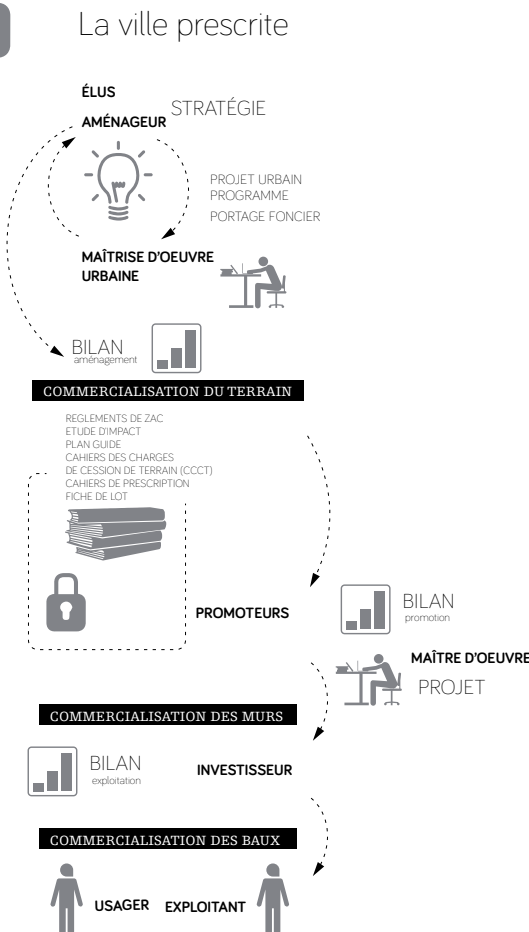 La ville prescrite
ÉLUS
AMÉNAGEUR
STRATÉGIE
PROJET URBAIN
PROGRAMME
PORTAGE FONCIER
MAÎTRISE D'OEUVRE
URBAINE
BILAN
aménagement
COMMERCIALISATION DU TERRAIN
REGLEMENTS DE ZAC
ETUDE D'IMPACT
PLAN GUIDE
CAHIERS DES CHARGES
DE CESSION DE TERRAIN (CCCT)
CAHIERS DE PRESCRIPTION
FICHE DE LOT
PROMOTEURS
BILAN
promotion
MAÎTRE D'OEUVRE
PROJET
COMMERCIALISATION DES MURS
BILAN
exploitation
INVESTISSEUR
COMMERCIALISATION DES BAUX
USAGER EXPLOITANT